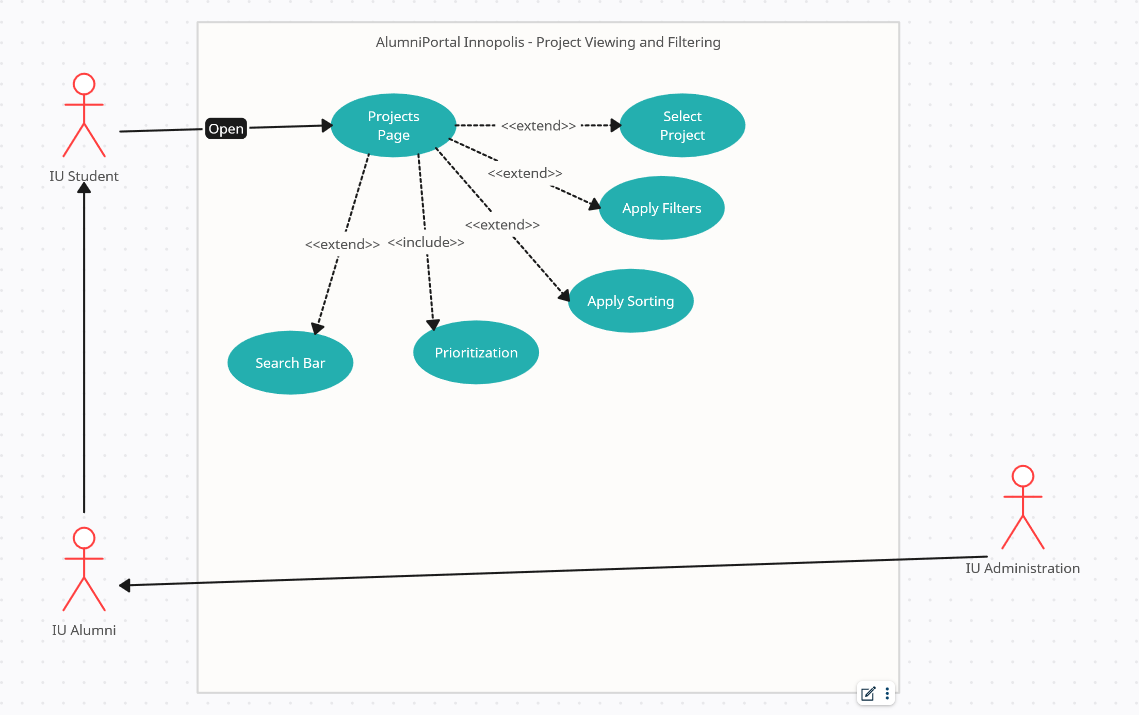 AlumniPortal Innopolis - Project Viewing and Filtering
Open
Projects
Page
<<extend>>
Select
Project
IU Student
<<extend>>
Apply Filters
<<extend>>
<<extend>>
<<include>>
Apply Sorting
Search Bar
Prioritization
IU Administration
IU Alumni